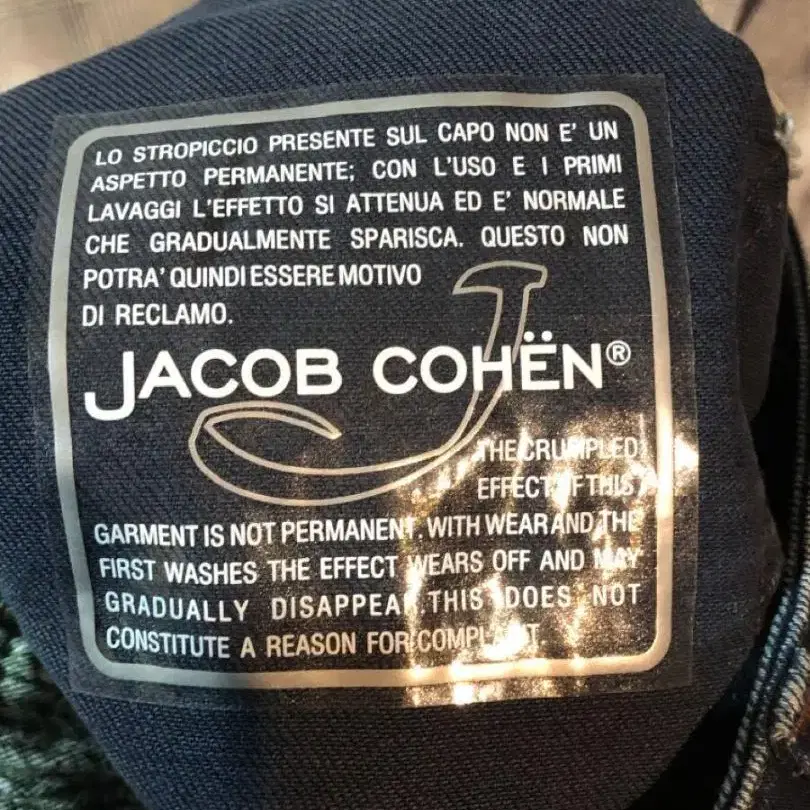 LO STROPICCIO PRESENTE SUL CAPO NON E' UN
ASPETTO PERMANENTE; CON L'USO E I PRIMI
LAVAGGI L'EFFETTO SI ATTENUA ED E' NORMALE
CHE GRADUALMENTE SPARISCA. QUESTO NON
POTRA' QUINDI ESSERE MOTIVO
DI RECLAMO.
JACOB COHËN®
THE CRUMPLED
EFFECT OF THIS
GARMENT IS NOT PERMANENT. WITH WEAR AND THE
FIRST WASHES THE EFFECT WEARS OFF AND MAY
GRADUALLY DISAPPEAR. THIS DOES NOT
CONSTITUTE A REASON FOR COMPLAINT.